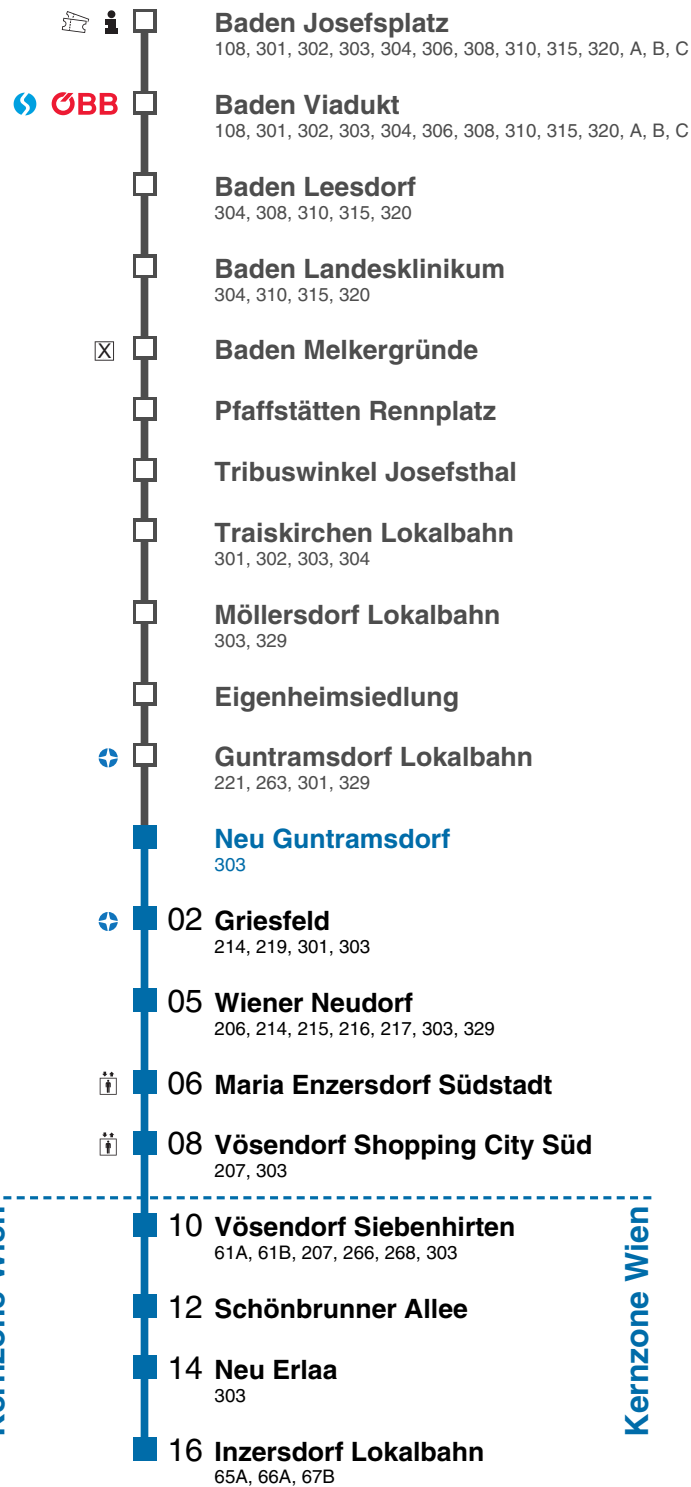 Baden Josefsplatz
108, 301, 302, 303, 304, 306, 308, 310, 315, 320, A, B, C
ÖBB
Baden Viadukt
108, 301, 302, 303, 304, 306, 308, 310, 315, 320, A, B, C
Baden Leesdorf
304, 308, 310, 315, 320
Baden Landesklinikum
304, 310, 315, 320
X Baden Melkergründe
Pfaffstätten Rennplatz
Tribuswinkel Josefsthal
Traiskirchen Lokalbahn
301, 302, 303, 304
Möllersdorf Lokalbahn
303, 329
Eigenheimsiedlung
Guntramsdorf Lokalbahn
221, 263, 301, 329
Neu Guntramsdorf
303
02 Griesfeld
214, 219, 301, 303
05 Wiener Neudorf
206, 214, 215, 216, 217, 303, 329
06 Maria Enzersdorf Südstadt
08 Vösendorf Shopping City Süd
207, 303
10 Vösendorf Siebenhirten
61A, 61B, 207, 266, 268, 303
12 Schönbrunner Allee
14 Neu Erlaa
303
16 Inzersdorf Lokalbahn
65A, 66A, 67B
Kernzone Wien
Kernzone Wien